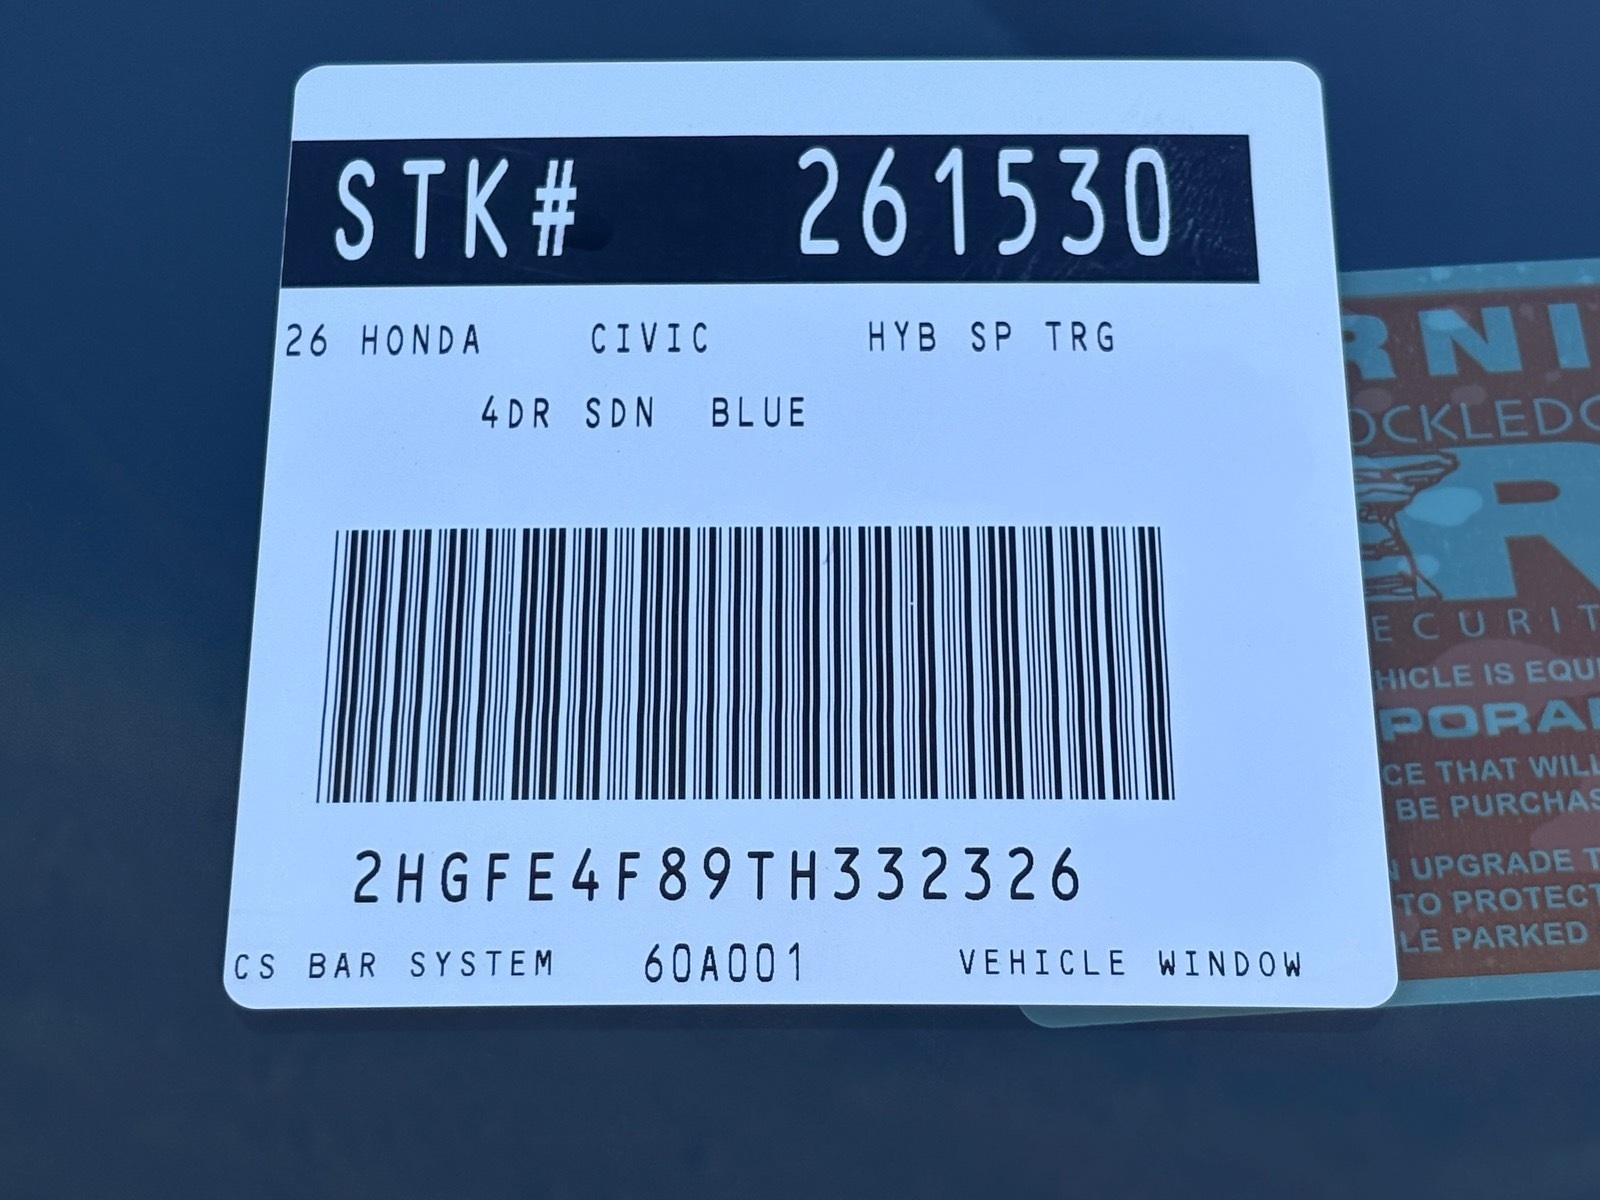 STK# 261530
26 HONDA CIVIC HYB SP TRG
4DR SDN BLUE
2HGFE4F89TH332326
CS BAR SYSTEM 60A001 VEHICLE WINDOW
RNI
OCKLEDG
R
ECURIT
HICLE IS EQU
PORA
CE THAT WILL
BE PURCHAS
N UPGRADE T
TO PROTECT
LE PARKED